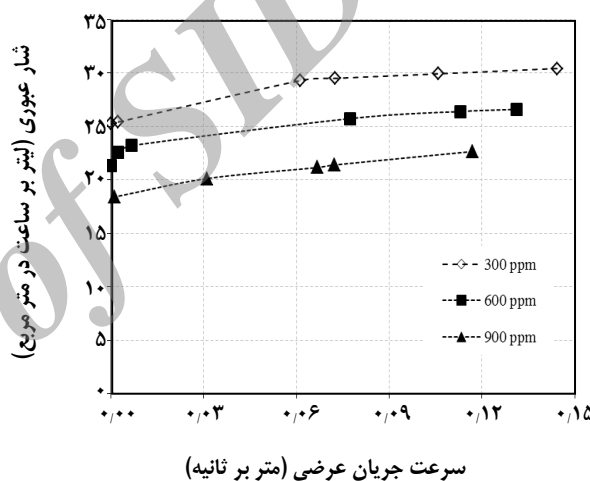 شار عبوری (لیتر بر ساعت در متر مربع)
۳۵
۳۰
۲۵
۲۰
۱۵
۱۰
۵
۰
300 ppm
600 ppm
900 ppm
۰٫۰۰ ۰٫۰۳ ۰٫۰۶ ۰٫۰۹ ۰٫۱۲ ۰٫۱۵
سرعت جریان عرضی (متر بر ثانیه)
of SID